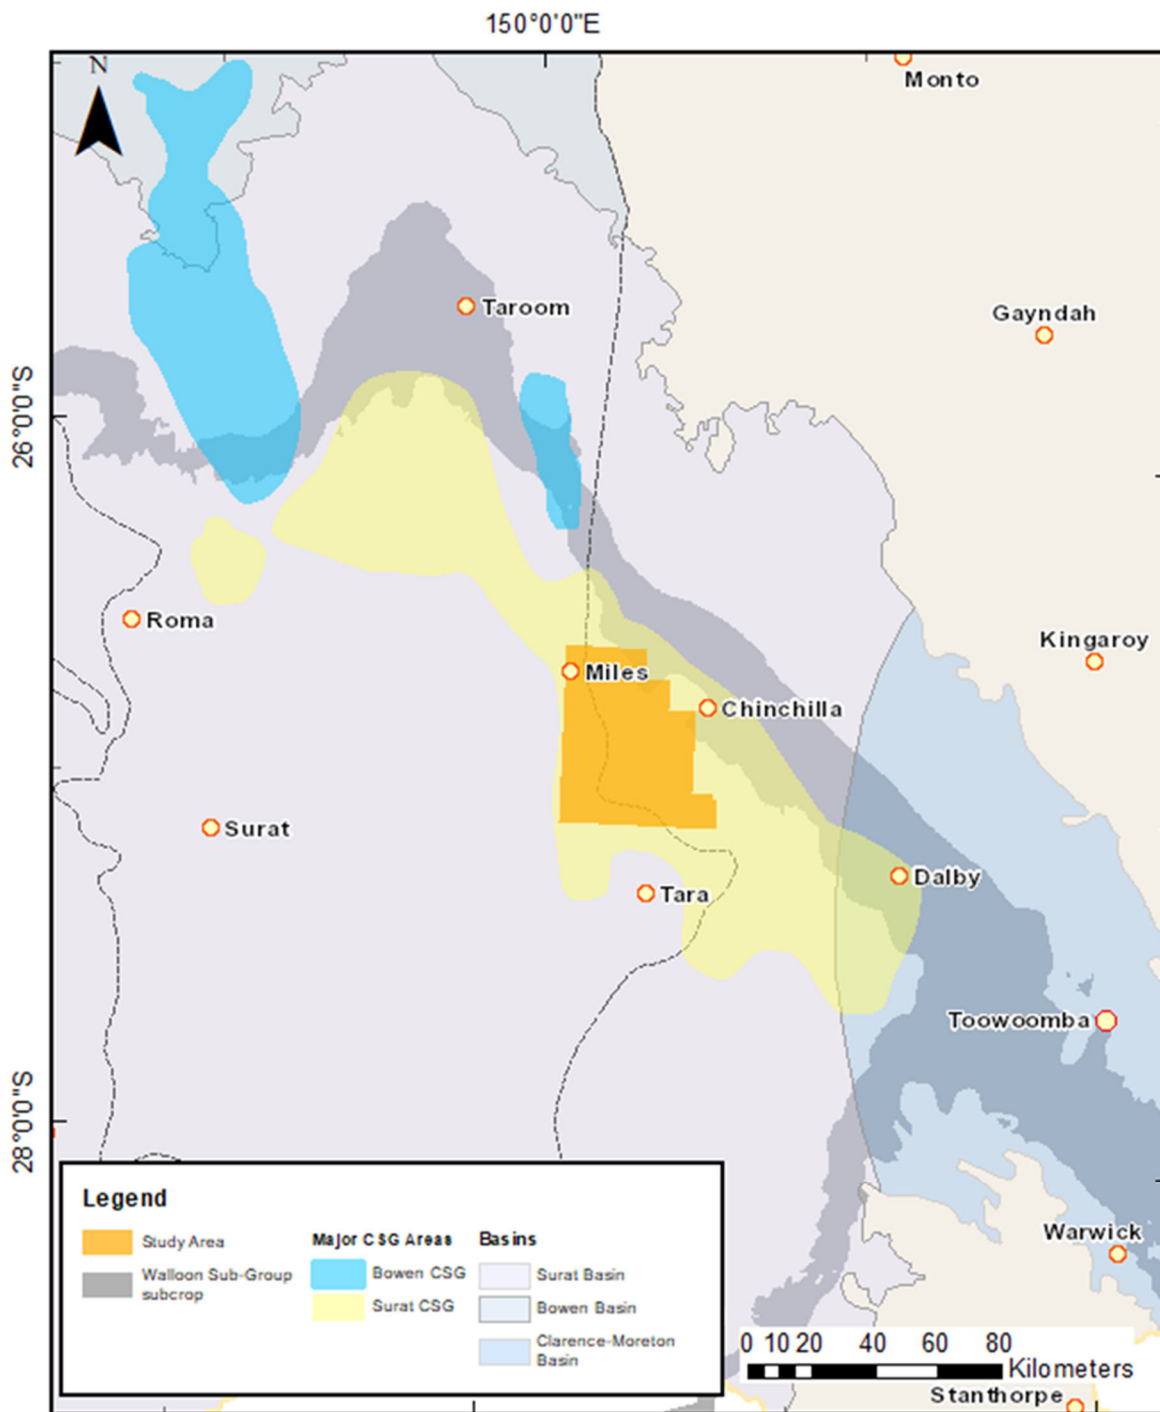 150°0'0"E
N
Monto
Taroom
Gayndah
26°0'0"S
Roma
Miles
Kingaroy
Chinchilla
Surat
Tara
Dalby
Toowoomba
28°0'0"S
Warwick
Legend
Study Area
Walloon Sub-Group
subcrop
Major CSG Areas
Bowen CSG
Surat CSG
Basins
Surat Basin
Bowen Basin
Clarence-Moreton
Basin
0 10 20 40 60 80
Kilometers
Stanthorpe